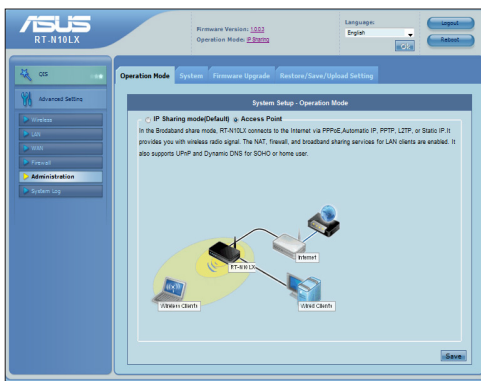 ASUS
RT-N10LX
Firmware Version: 1.0.0.3
Operation Mode: IP Sharing
Language:
English
OK
Logout
Reboot
QIS
Advanced Setting
Wireless
LAN
WAN
Firewall
Administration
System Log
Operation Mode System Firmware Upgrade Restore/Save/Upload Setting
System Setup - Operation Mode
IP Sharing mode(Default) Access Point
In the Brodaband share mode, RT-N10LX connects to the Internet via PPPoE,Automatic IP, PPTP, L2TP, or Static IP.It
provides you with wireless radio signal. The NAT, firewall, and broadband sharing services for LAN clients are enabled. It
also supports UPnP and Dynamic DNS for SOHO or home user.
Internet
RT-N10 LX
Wireless Clients
Wired Clients
Save